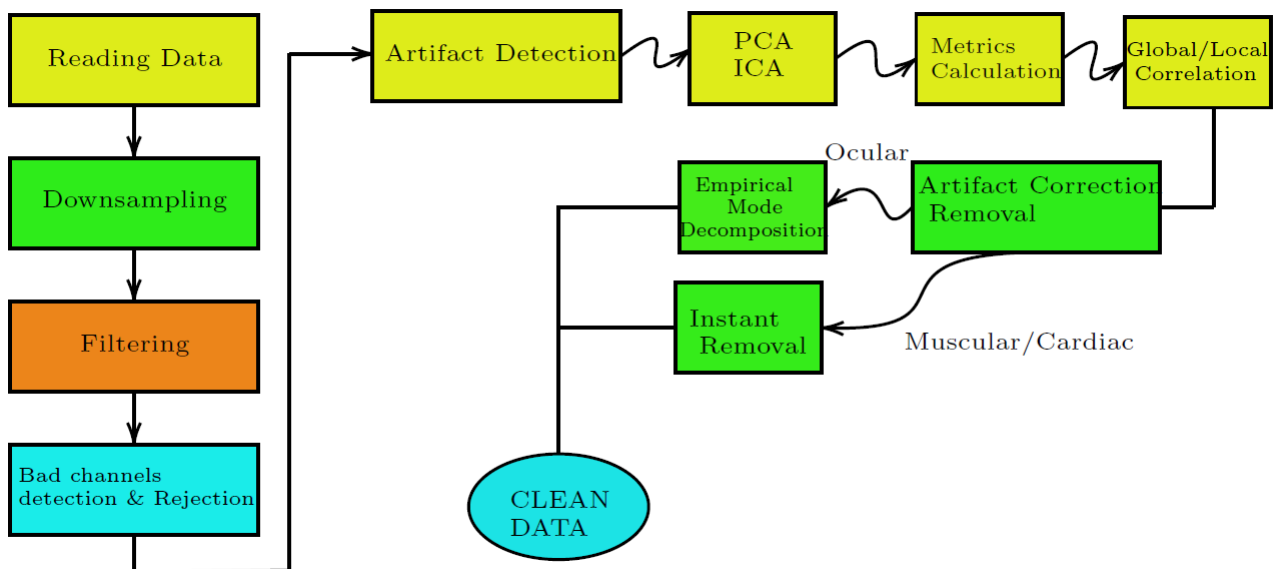 Reading Data
Downsampling
Filtering
Bad channels
detection & Rejection
Artifact Detection
PCA
ICA
Metrics
Calculation
Global/Local
Correlation
Artifact Correction
Removal
Ocular
Empirical
Mode
Decomposition
Muscular/Cardiac
Instant
Removal
CLEAN
DATA